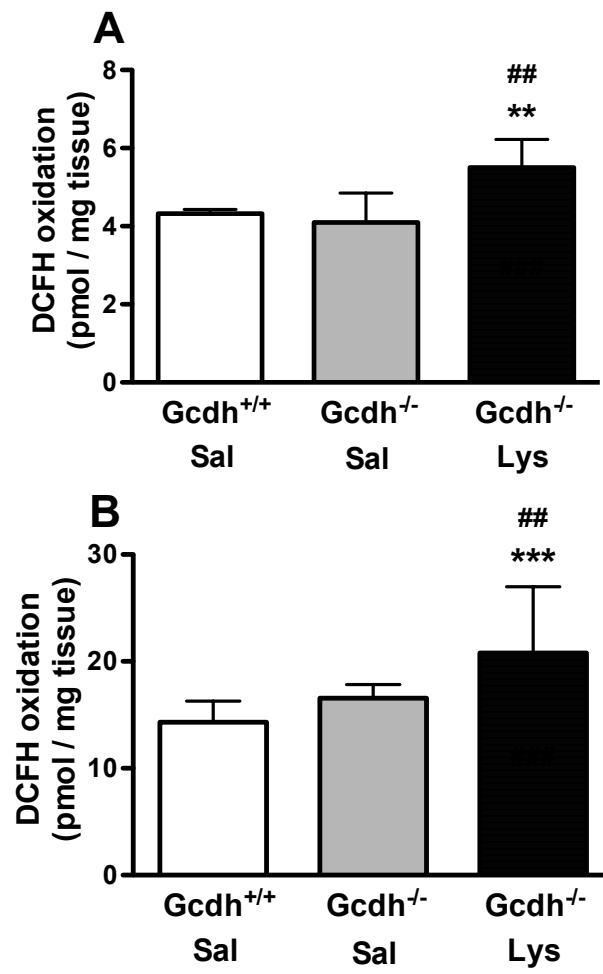 A
##
**
8
6
4
2
0
DCFH oxidation
(pmol / mg tissue)
###
Gcdh+/+ Gcdh-/- Gcdh-/-
Sal Sal Lys
B
##
***
30
20
10
0
DCFH oxidation
(pmol / mg tissue)
###
Gcdh+/+ Gcdh-/- Gcdh-/-
Sal Sal Lys